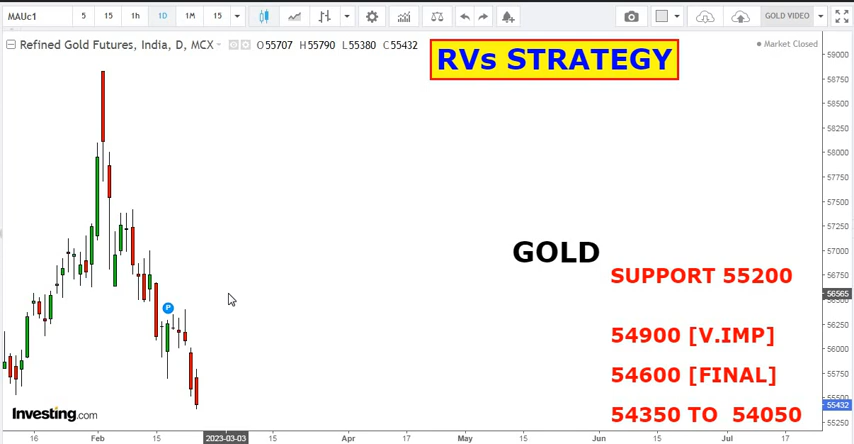 MAUc1 5 15 1h 1D 1M 15 GOLD VIDEO
Refined Gold Futures, India, D, MCX O55707 H55790 L55380 C55432
Market Closed
RVs STRATEGY
59000
58500
58250
58000
57750
57500
57250
57000
GOLD
SUPPORT 55200
56750
56565
56500
P
56250
54900 [V.IMP]
56000
54600 [FINAL]
55750
55500
55432
54350 TO 54050
55250
Investing.com
16 Feb 15 2023-03-03 15 Apr 17 May 15 Jun 15 Jul 17